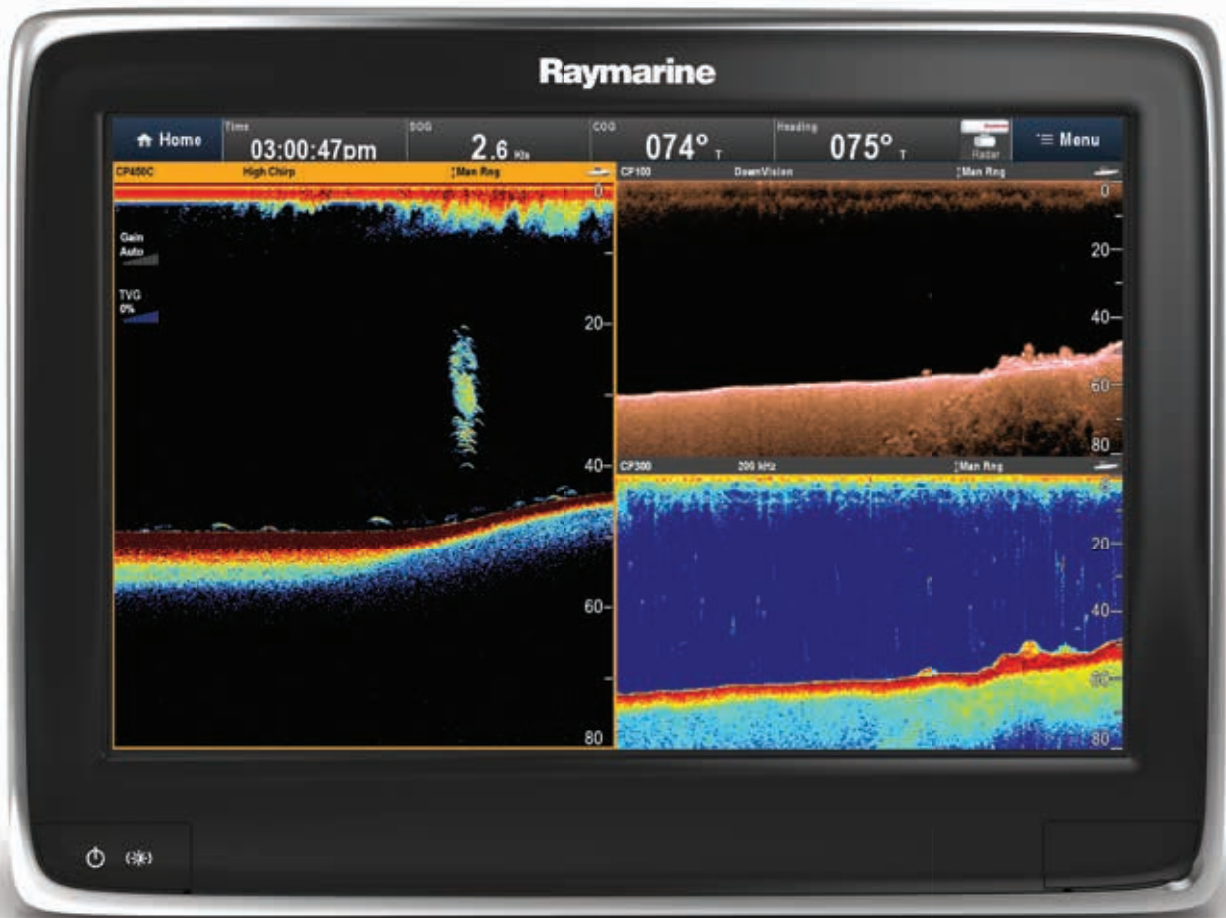 Raymarine
Home
Time
03:00:47pm
SOG
2.6 Kts
COG
074° T
Heading
075° T
Radar
Menu
CP450C High Chirp Man Rng
0
Gain
Auto
TVG
0%
20
40
60
80
CP100 DownVision Man Rng
0
20
40
60
80
CP300 200 kHz Man Rng
20
40
60
80